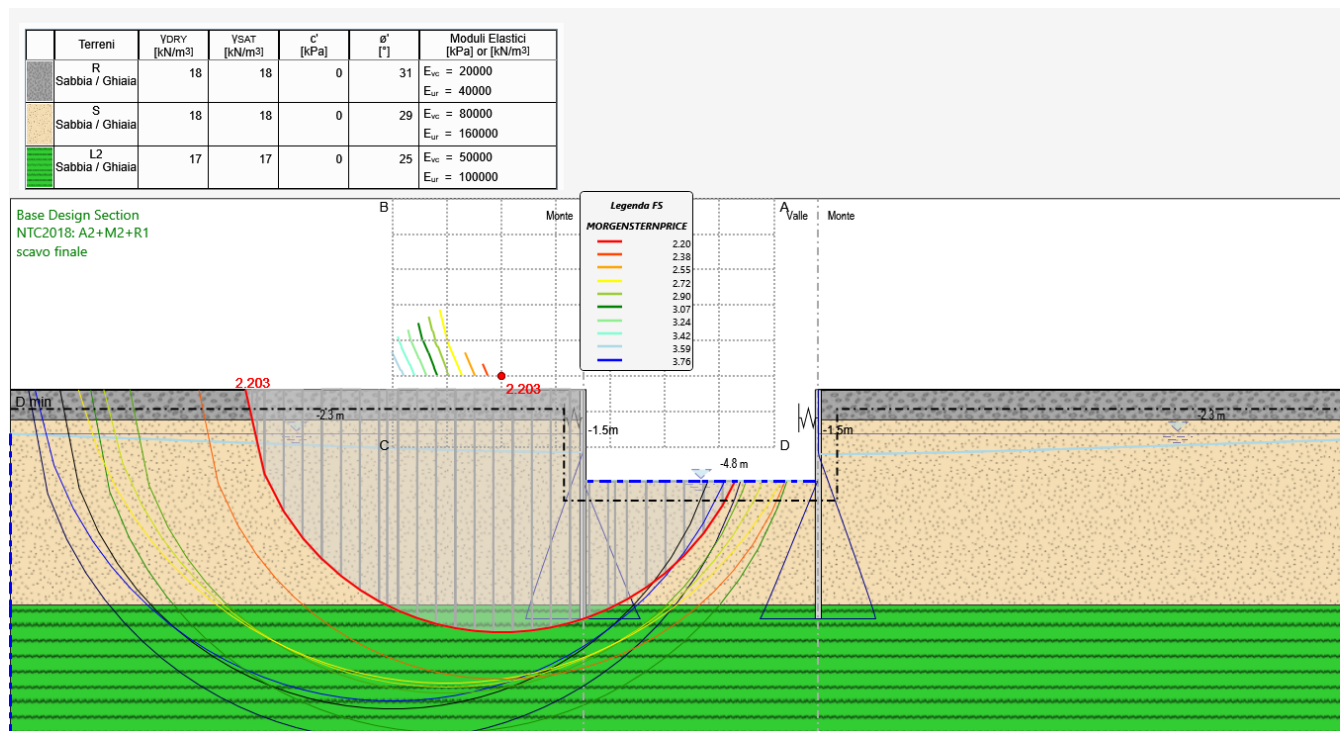 Terreni γDRY γSAT c' ø' Moduli Elastici
[kN/m³] [kN/m³] [kPa] [°] [kPa] or [kN/m³]
R
Sabbia / Ghiaia 18 18 0 31 Evc = 20000
Eur = 40000
S
Sabbia / Ghiaia 18 18 0 29 Evc = 80000
Eur = 160000
L2
Sabbia / Ghiaia 17 17 0 25 Evc = 50000
Eur = 100000
Base Design Section
NTC2018: A2+M2+R1
scavo finale
B
Monte
Legenda FS
MORGENSTERNPRICE
2.20
2.38
2.55
2.72
2.90
3.07
3.24
3.42
3.59
3.76
A
Valle
Monte
2.203
2.203
D min
-2.3 m
-1.5m
-1.5m
-2.3 m
C
D
-4.8 m